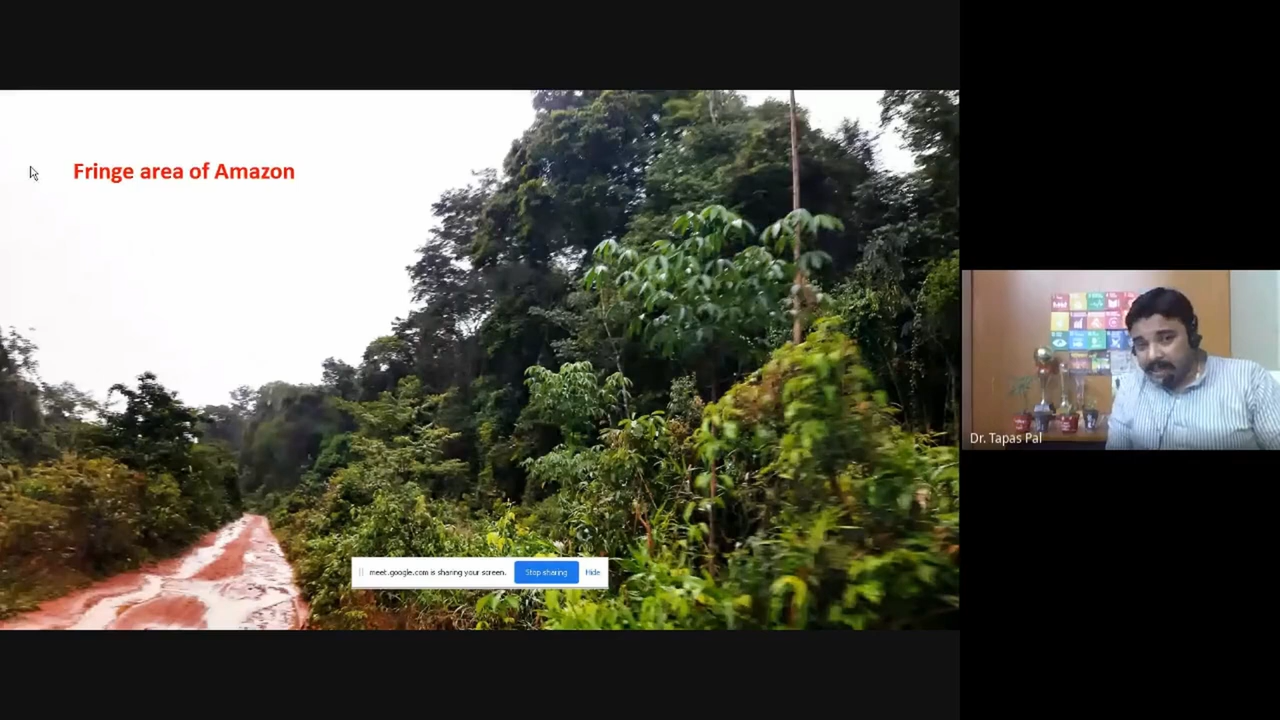 Fringe area of Amazon
meet.google.com is sharing your screen.
Stop sharing
Hide
Dr. Tapas Pal